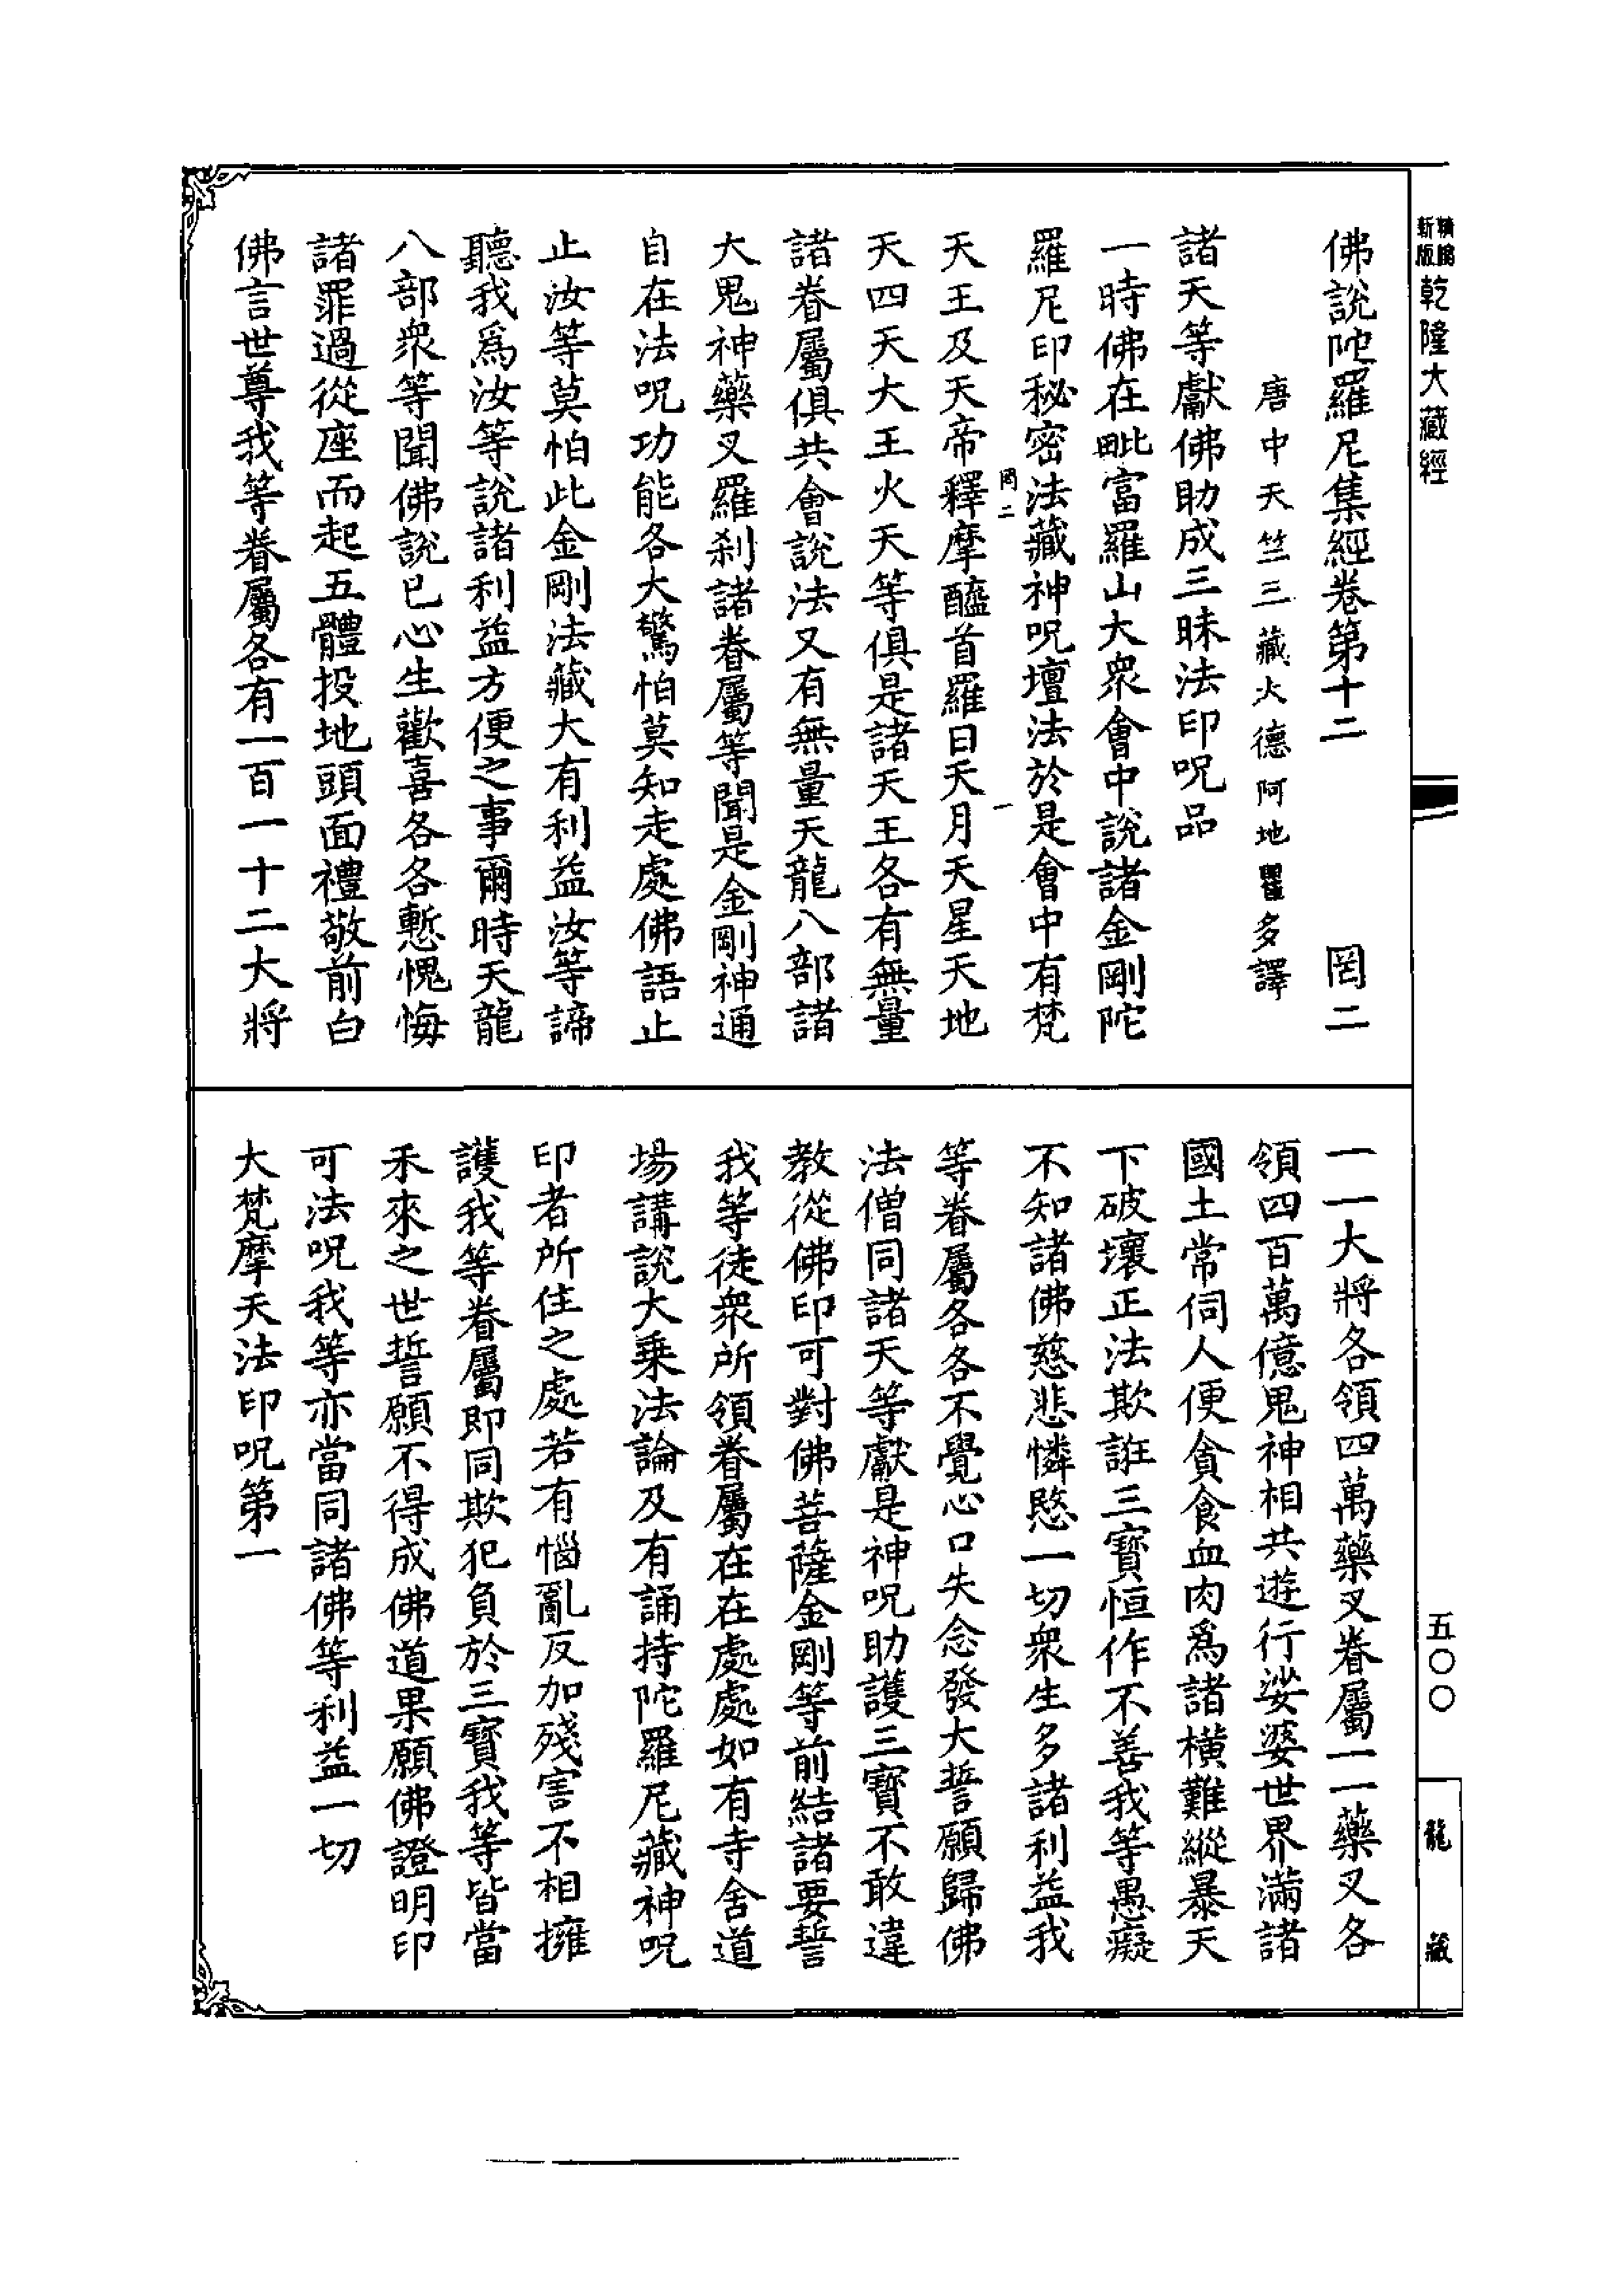 新編
新版
乾隆大藏經
五〇〇
龍藏
佛說陀羅尼集經卷第十二 罔二
唐中天竺三藏大德阿地瞿多譯
諸天等獻佛助成三昧法印呪品
一時佛在毗富羅山大眾會中說諸金剛陀
羅尼印秘密法藏神呪壇法於是會中有梵
罔二 一
天王及天帝釋摩醯首羅日天月天星天地
天四天大王火天等俱是諸天王各有無量
諸眷屬俱共會說法又有無量天龍八部諸
大鬼神藥叉羅剎諸眷屬等聞是金剛神通
自在法呪功能各大驚怕莫知走處佛語止
止汝等莫怕此金剛法藏大有利益汝等諦
聽我為汝等說諸利益方便之事爾時天龍
八部眾等聞佛說已心生歡喜各各慙愧悔
諸罪過從座而起五體投地頭面禮敬前白
佛言世尊我等眷屬各有一百一十二大將
一一大將各領四萬藥叉眷屬一一藥叉各
領四百萬億鬼神相共遊行娑婆世界滿諸
國土常伺人便貪食血肉為諸橫難縱暴天
下破壞正法欺誑三寶恒作不善我等愚癡
不知諸佛慈悲憐愍一切眾生多諸利益我
等眷屬各各不覺心口失念發大誓願歸佛
法僧同諸天等獻是神呪助護三寶不敢違
教從佛印可對佛菩薩金剛等前結諸要誓
我等徒眾所領眷屬在在處處如有寺舍道
場講說大乘法論及有誦持陀羅尼藏神呪
印者所住之處若有惱亂反加殘害不相擁
護我等眷屬即同欺犯負於三寶我等皆當
未來之世誓願不得成佛道果願佛證明印
可法呪我等亦當同諸佛等利益一切
大梵摩天法印呪第一